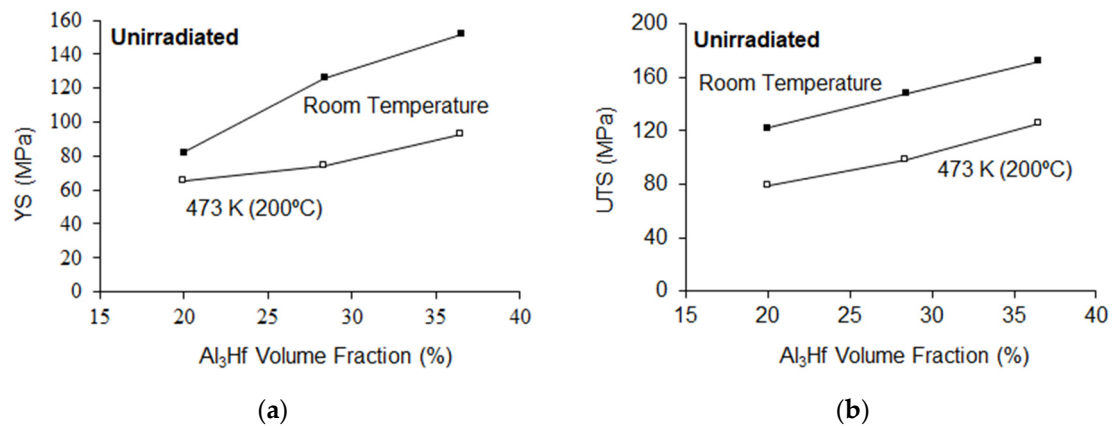 Unirradiated
Room Temperature
473 K (200ºC)
YS (MPa)
160
140
120
100
80
60
40
20
0
15 20 25 30 35 40
Al₃Hf Volume Fraction (%)
(a)
Unirradiated
Room Temperature
473 K (200ºC)
UTS (MPa)
200
160
120
80
40
0
15 20 25 30 35 40
Al₃Hf Volume Fraction (%)
(b)